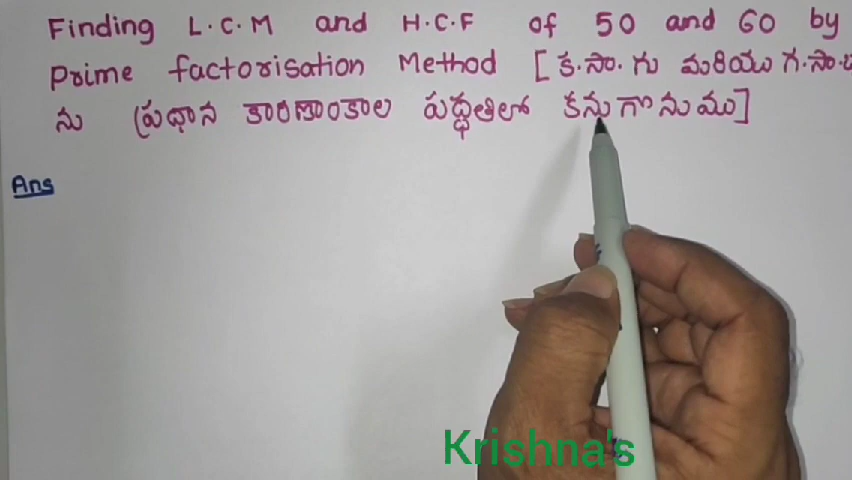 Finding L.C.M and H.C.F of 50 and 60 by
Prime factorisation Method [క.సా.గు మరియు గ.సా.
ను (ప్రధాన కారణాంకాల పద్ధతిలో కనుగొనుము]
Ans
Krishna's